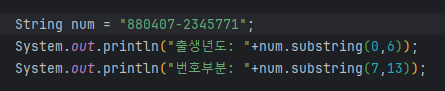 String num = "880407-2345771";
System.out.println("출생년도: "+num.substring(0,6));
System.out.println("번호부분: "+num.substring(7,13));